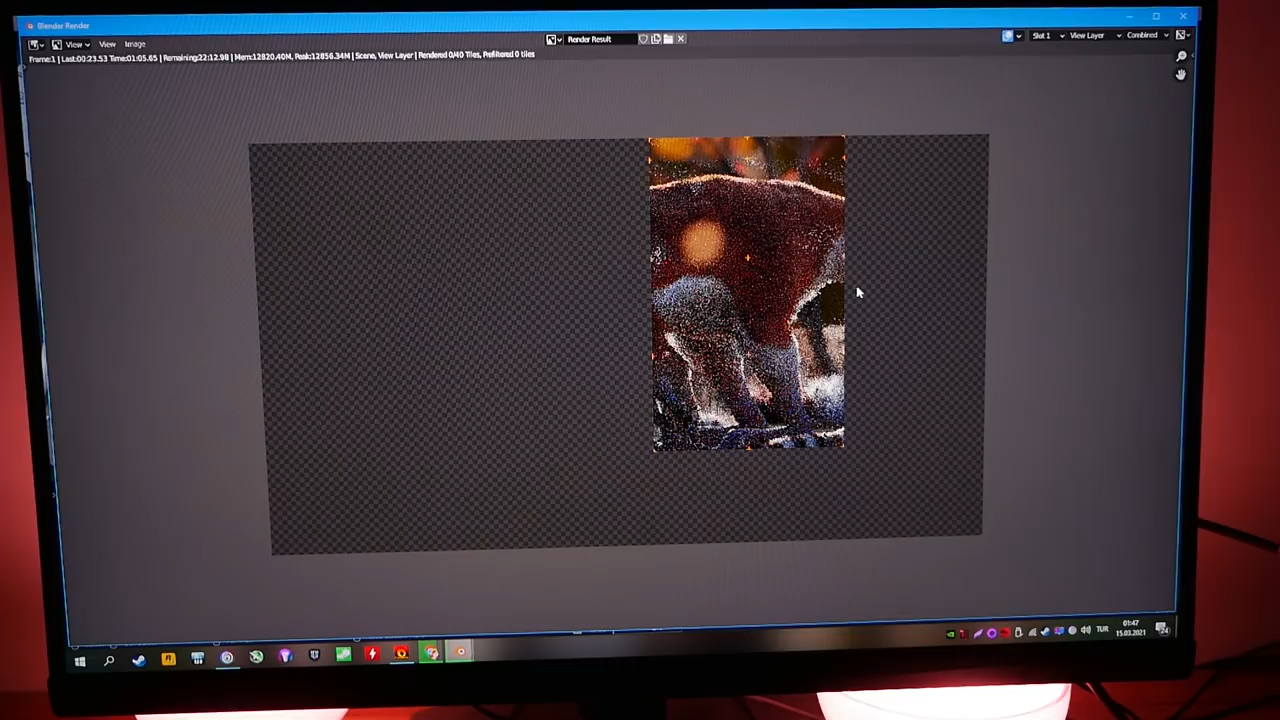 Blender Render
View View Image Render Result Slot 1 View Layer Combined
Frame:1 | Last:00:23.53 Time:01:05.65 | Remaining:22:12.98 | Mem:12820.40M, Peak:12856.34M | Scene, View Layer | Rendered 0/40 Tiles, Prefiltered 0 tiles
TUR 01:47
15.03.2021